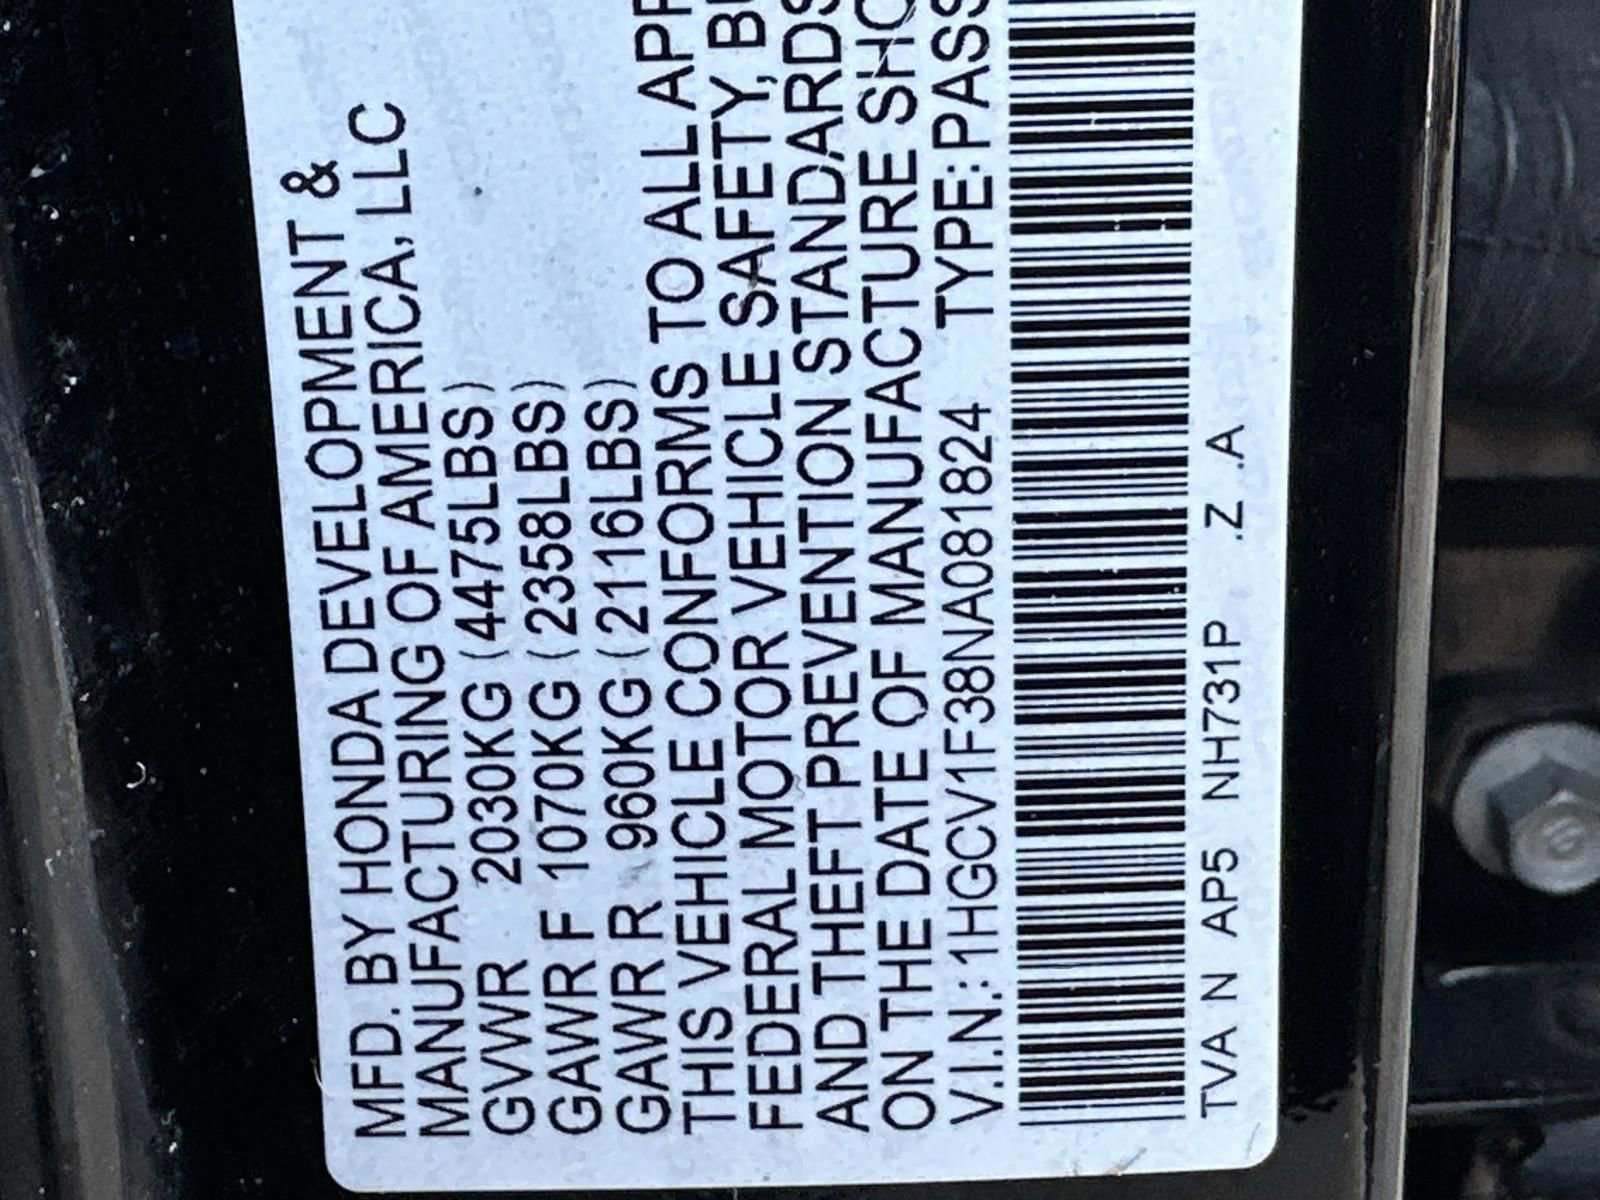 MFD. BY HONDA DEVELOPMENT &
MANUFACTURING OF AMERICA, LLC
GVWR 2030KG (4475LBS)
GAWR F 1070KG (2358LBS)
GAWR R 960KG (2116LBS)
THIS VEHICLE CONFORMS TO ALL APP
FEDERAL MOTOR VEHICLE SAFETY, BU
AND THEFT PREVENTION STANDARDS
ON THE DATE OF MANUFACTURE SHO
V.I.N.:1HGCV1F38NA081824 TYPE:PASS
TVA N AP5 NH731P .Z .A